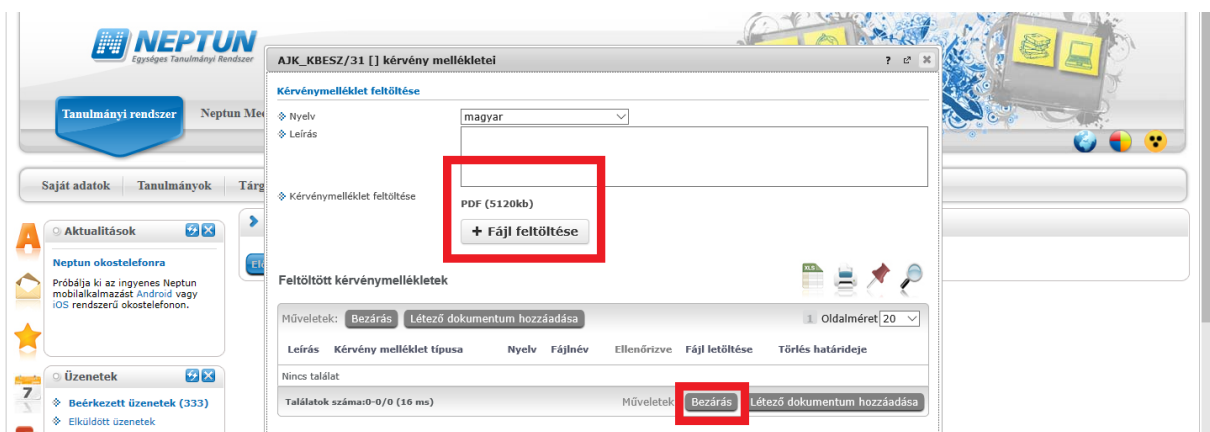 NEPTUN
Egységes Tanulmányi Rendszer
Tanulmányi rendszer
Saját adatok Tanulmányok
Aktualitások
Neptun okostelefonra
Próbálja ki az ingyenes Neptun
mobilalkalmazást Android vagy
iOS rendszerű okostelefonon.
Üzenetek
7
Beérkezett üzenetek (333)
Elküldött üzenetek
AJK_KBESZ/31 [] kérvény mellékletei
Kérvénymelléklet feltöltése
Nyelv magyar
Leírás
Kérvénymelléklet feltöltése
PDF (5120kb)
+ Fájl feltöltése
Feltöltött kérvénymellékletek
XLS
Műveletek: Bezárás Létező dokumentum hozzáadása 1 Oldalméret 20
Leírás Kérvény melléklet típusa Nyelv Fájlnév Ellenőrizve Fájl letöltése Törlés határideje
Nincs találat
Találatok száma:0-0/0 (16 ms) Műveletek Bezárás Létező dokumentum hozzáadása